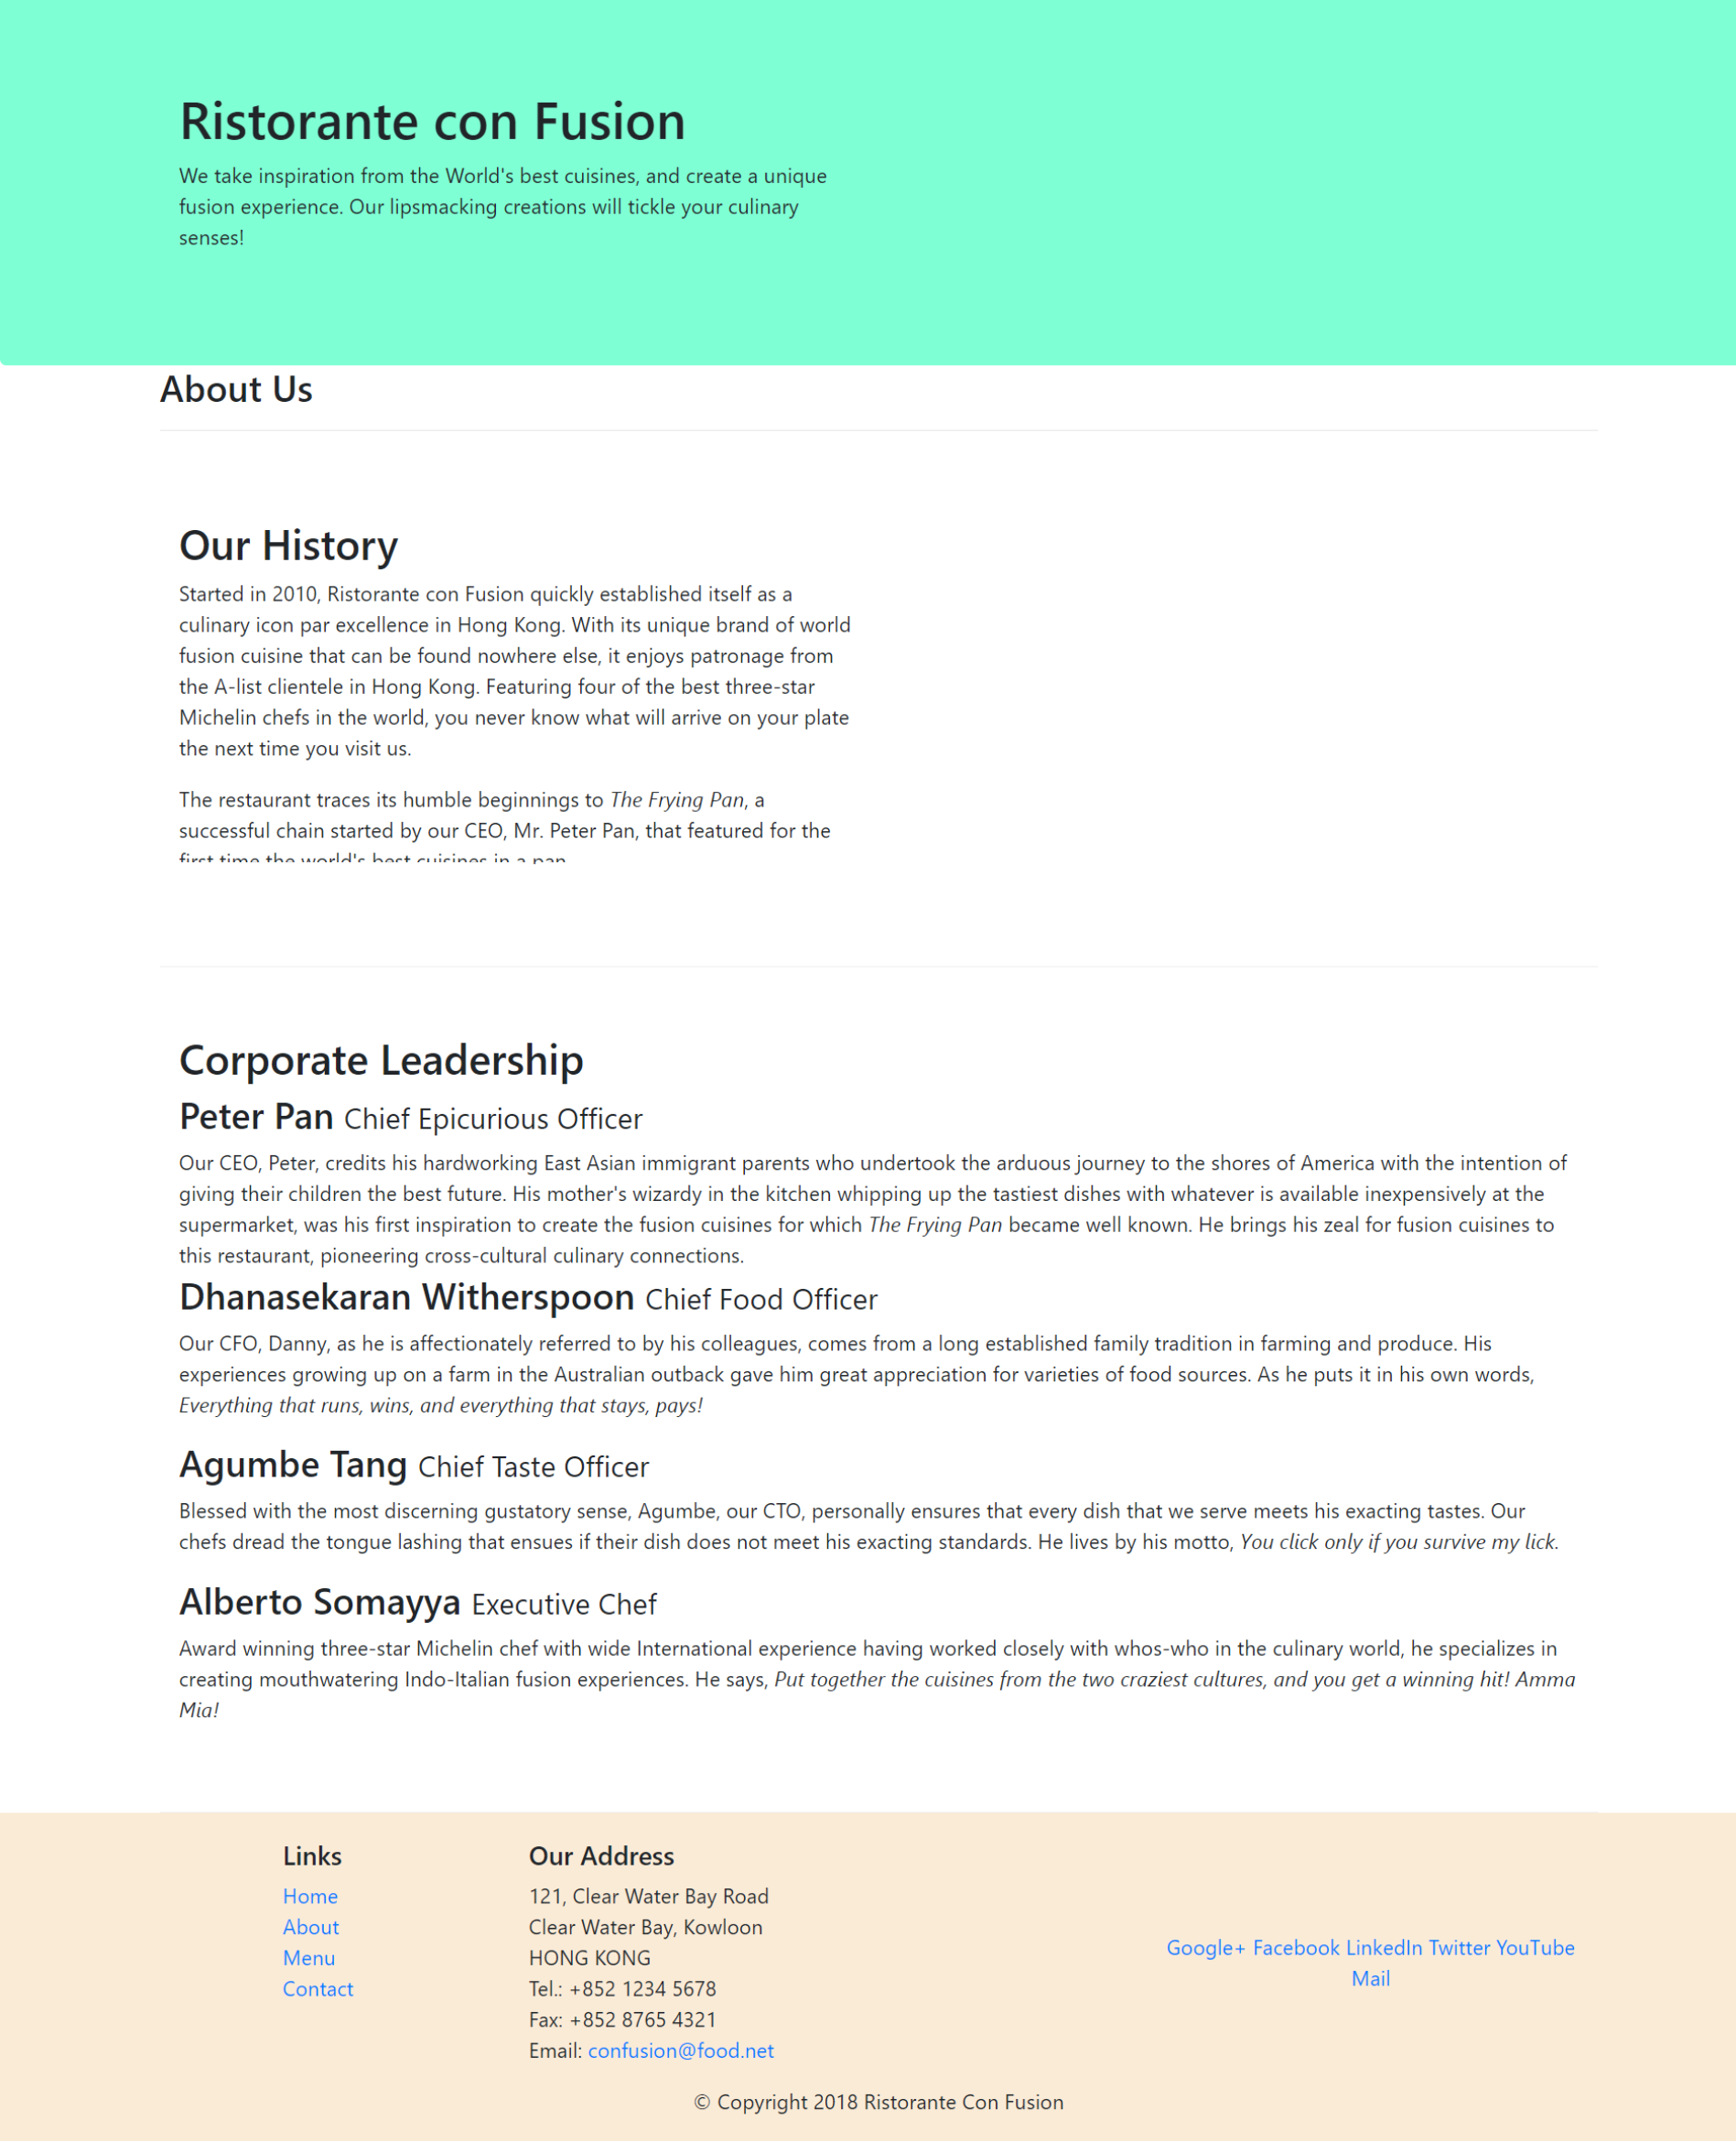 Ristorante con Fusion
We take inspiration from the World's best cuisines, and create a unique
fusion experience. Our lipsmacking creations will tickle your culinary
senses!
About Us
Our History
Started in 2010, Ristorante con Fusion quickly established itself as a
culinary icon par excellence in Hong Kong. With its unique brand of world
fusion cuisine that can be found nowhere else, it enjoys patronage from
the A-list clientele in Hong Kong. Featuring four of the best three-star
Michelin chefs in the world, you never know what will arrive on your plate
the next time you visit us.
The restaurant traces its humble beginnings to The Frying Pan, a
successful chain started by our CEO, Mr. Peter Pan, that featured for the
first time the world's best cuisines in a pan
Corporate Leadership
Peter Pan Chief Epicurious Officer
Our CEO, Peter, credits his hardworking East Asian immigrant parents who undertook the arduous journey to the shores of America with the intention of
giving their children the best future. His mother's wizardy in the kitchen whipping up the tastiest dishes with whatever is available inexpensively at the
supermarket, was his first inspiration to create the fusion cuisines for which The Frying Pan became well known. He brings his zeal for fusion cuisines to
this restaurant, pioneering cross-cultural culinary connections.
Dhanasekaran Witherspoon Chief Food Officer
Our CFO, Danny, as he is affectionately referred to by his colleagues, comes from a long established family tradition in farming and produce. His
experiences growing up on a farm in the Australian outback gave him great appreciation for varieties of food sources. As he puts it in his own words,
Everything that runs, wins, and everything that stays, pays!
Agumbe Tang Chief Taste Officer
Blessed with the most discerning gustatory sense, Agumbe, our CTO, personally ensures that every dish that we serve meets his exacting tastes. Our
chefs dread the tongue lashing that ensues if their dish does not meet his exacting standards. He lives by his motto, You click only if you survive my lick.
Alberto Somayya Executive Chef
Award winning three-star Michelin chef with wide International experience having worked closely with whos-who in the culinary world, he specializes in
creating mouthwatering Indo-Italian fusion experiences. He says, Put together the cuisines from the two craziest cultures, and you get a winning hit! Amma
Mia!
Links
Home
About
Menu
Contact
Our Address
121, Clear Water Bay Road
Clear Water Bay, Kowloon
HONG KONG
Tel.: +852 1234 5678
Fax: +852 8765 4321
Email: confusion@food.net
Google+ Facebook LinkedIn Twitter YouTube
Mail
© Copyright 2018 Ristorante Con Fusion